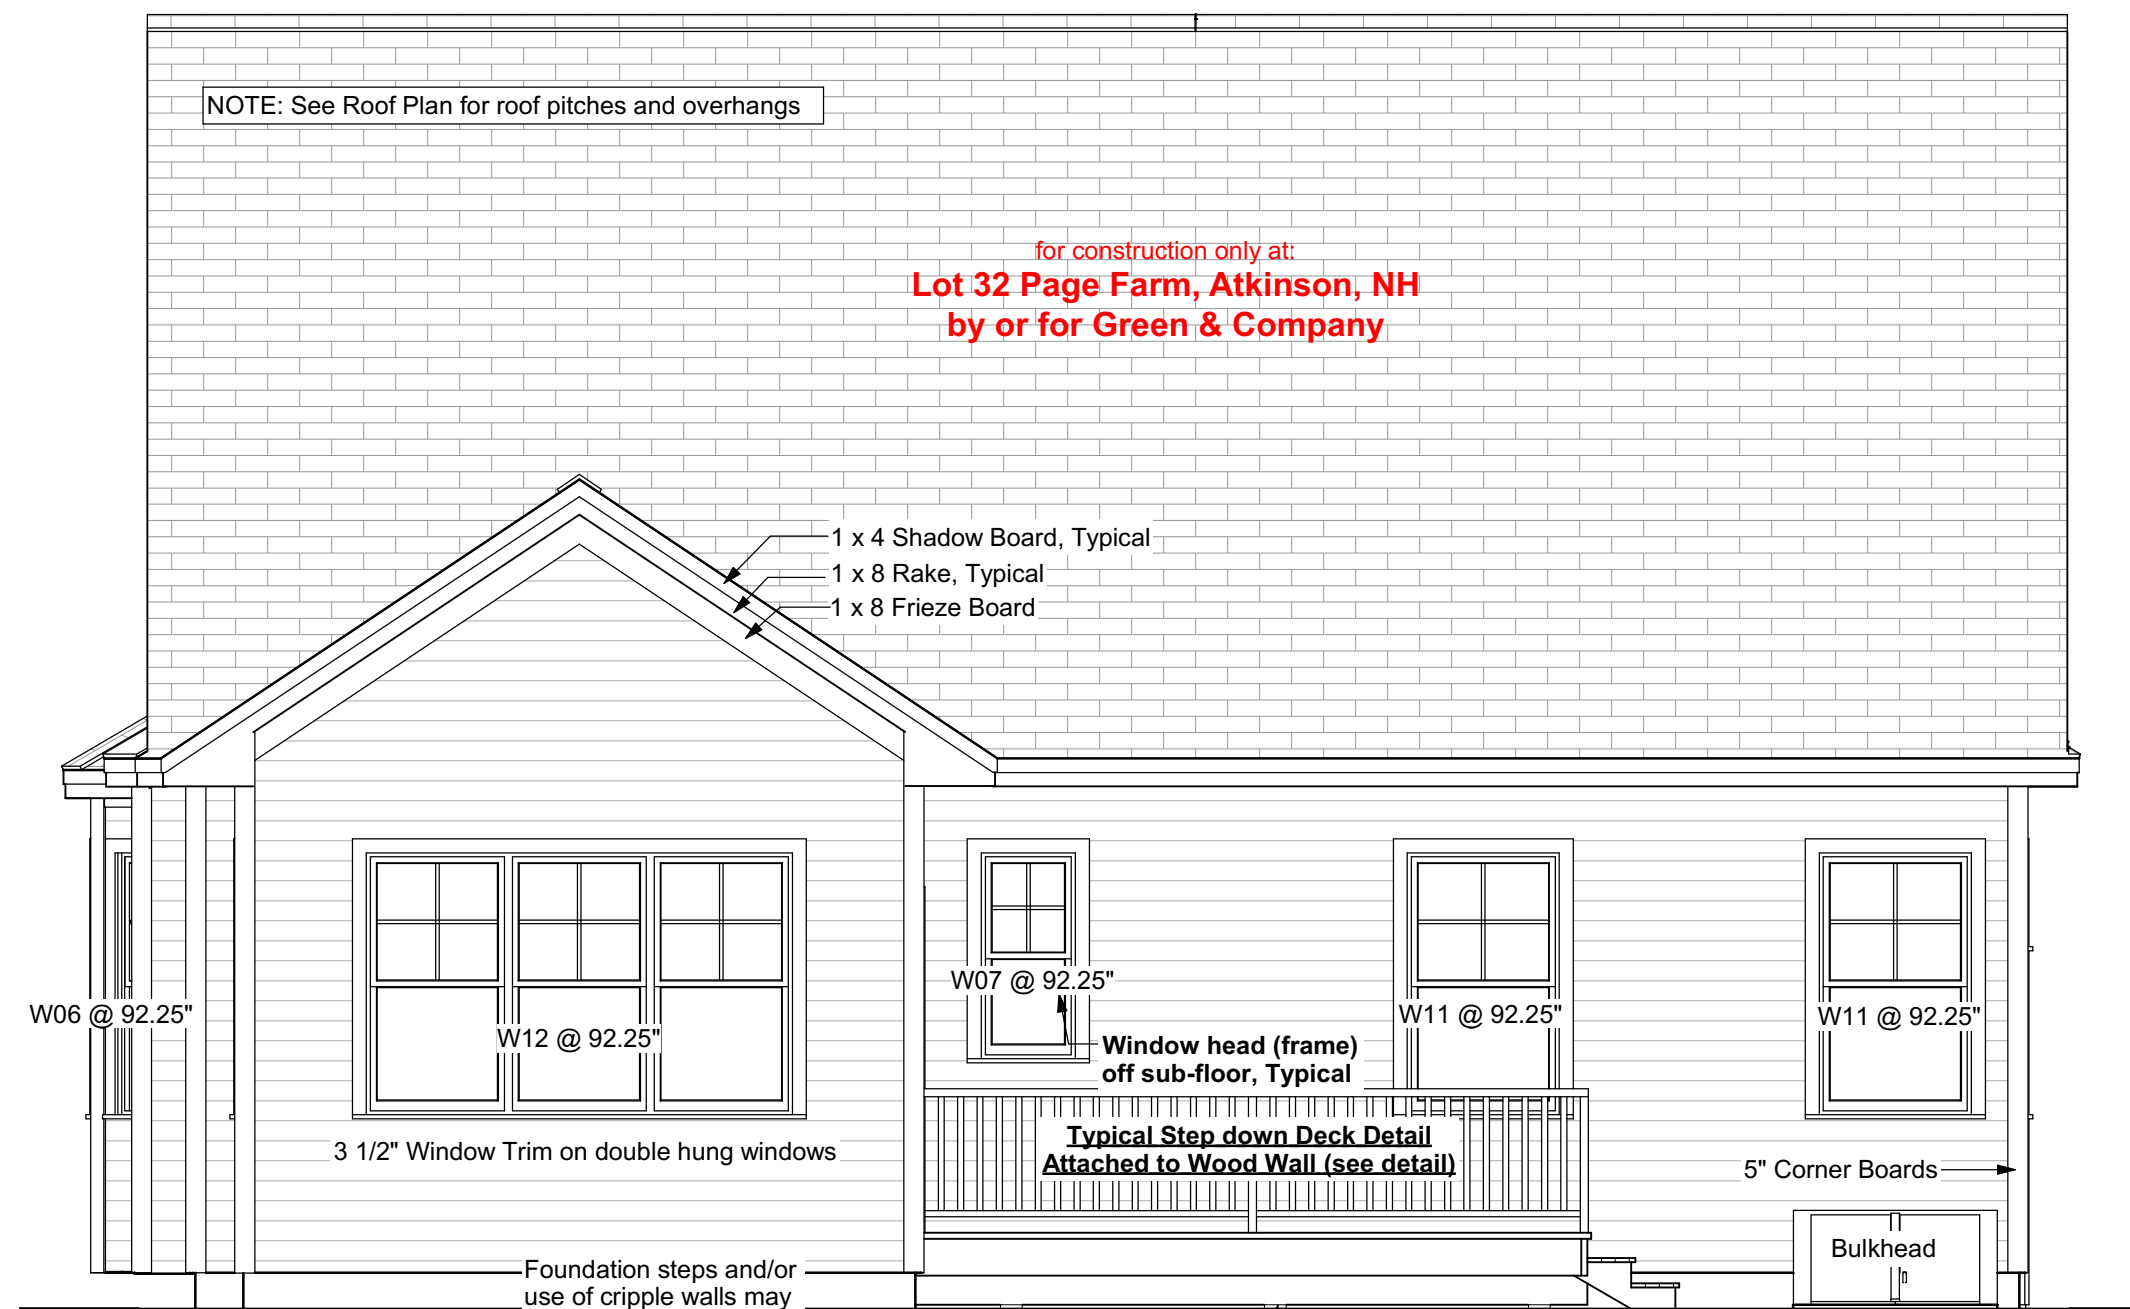 NOTE: See Roof Plan for roof pitches and overhangs
for construction only at:
Lot 32 Page Farm, Atkinson, NH
by or for Green & Company
1 x 4 Shadow Board, Typical
1 x 8 Rake, Typical
1 x 8 Frieze Board
W06 @ 92.25"
W12 @ 92.25"
W07 @ 92.25"
W11 @ 92.25"
W11 @ 92.25"
Window head (frame)
off sub-floor, Typical
3 1/2" Window Trim on double hung windows
Typical Step down Deck Detail
Attached to Wood Wall (see detail)
5" Corner Boards
Bulkhead
Foundation steps and/or
use of cripple walls may